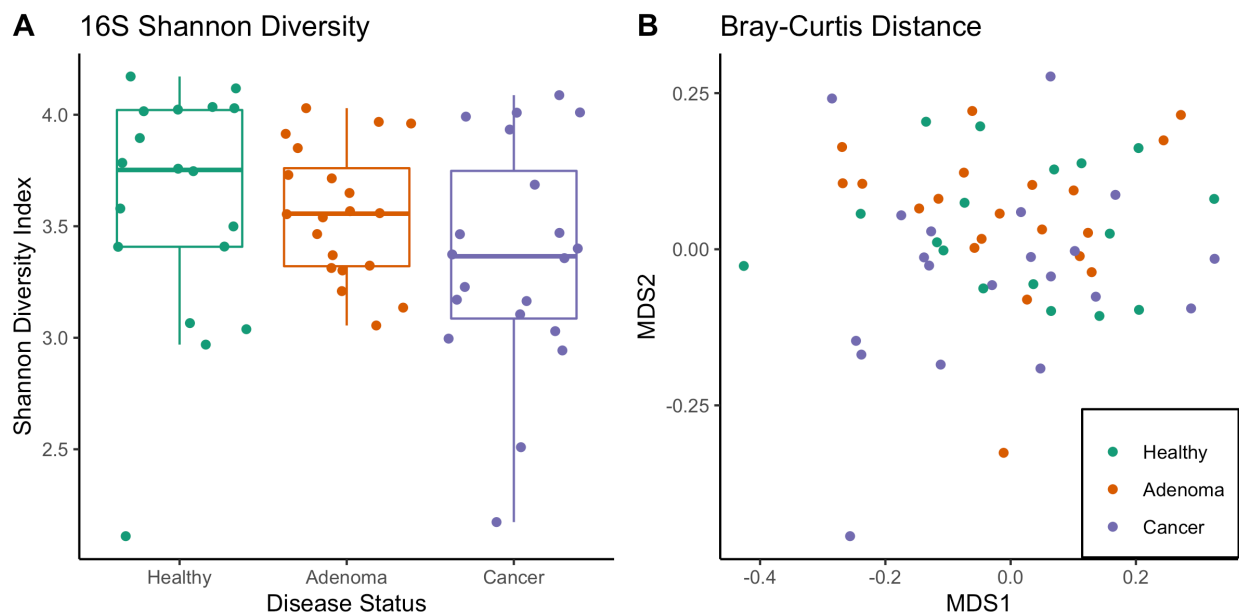 A 16S Shannon Diversity
Shannon Diversity Index
4.0
3.5
3.0
2.5
Healthy Adenoma Cancer
Disease Status
B Bray-Curtis Distance
MDS2
0.25
0.00
-0.25
-0.4 -0.2 0.0 0.2
MDS1
Healthy
Adenoma
Cancer